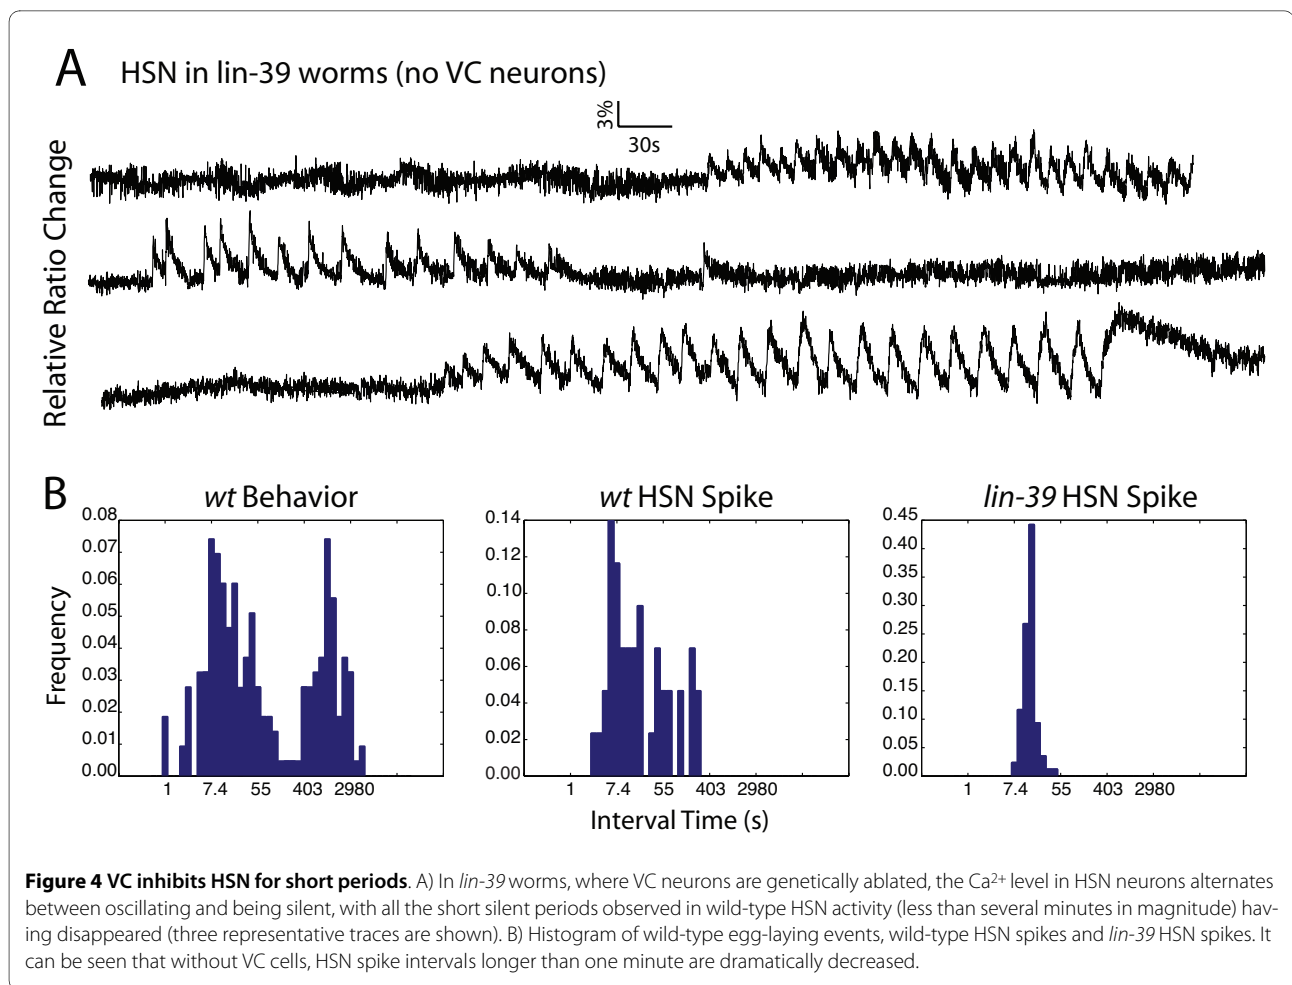 A HSN in lin-39 worms (no VC neurons)
3%
30s
Relative Ratio Change
B
wt Behavior
0.08
0.07
0.06
0.05
0.04
0.03
0.02
0.01
0.00
Frequency
1 7.4 55 403 2980
wt HSN Spike
0.14
0.12
0.10
0.08
0.06
0.04
0.02
0.00
1 7.4 55 403 2980
lin-39 HSN Spike
0.45
0.40
0.35
0.30
0.25
0.20
0.15
0.10
0.05
0.00
1 7.4 55 403 2980
Interval Time (s)
Figure 4 VC inhibits HSN for short periods. A) In lin-39 worms, where VC neurons are genetically ablated, the Ca²⁺ level in HSN neurons alternates
between oscillating and being silent, with all the short silent periods observed in wild-type HSN activity (less than several minutes in magnitude) hav-
ing disappeared (three representative traces are shown). B) Histogram of wild-type egg-laying events, wild-type HSN spikes and lin-39 HSN spikes. It
can be seen that without VC cells, HSN spike intervals longer than one minute are dramatically decreased.